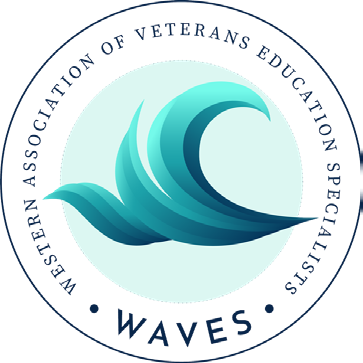 WESTERN ASSOCIATION OF VETERANS EDUCATION SPECIALISTS
• WAVES •